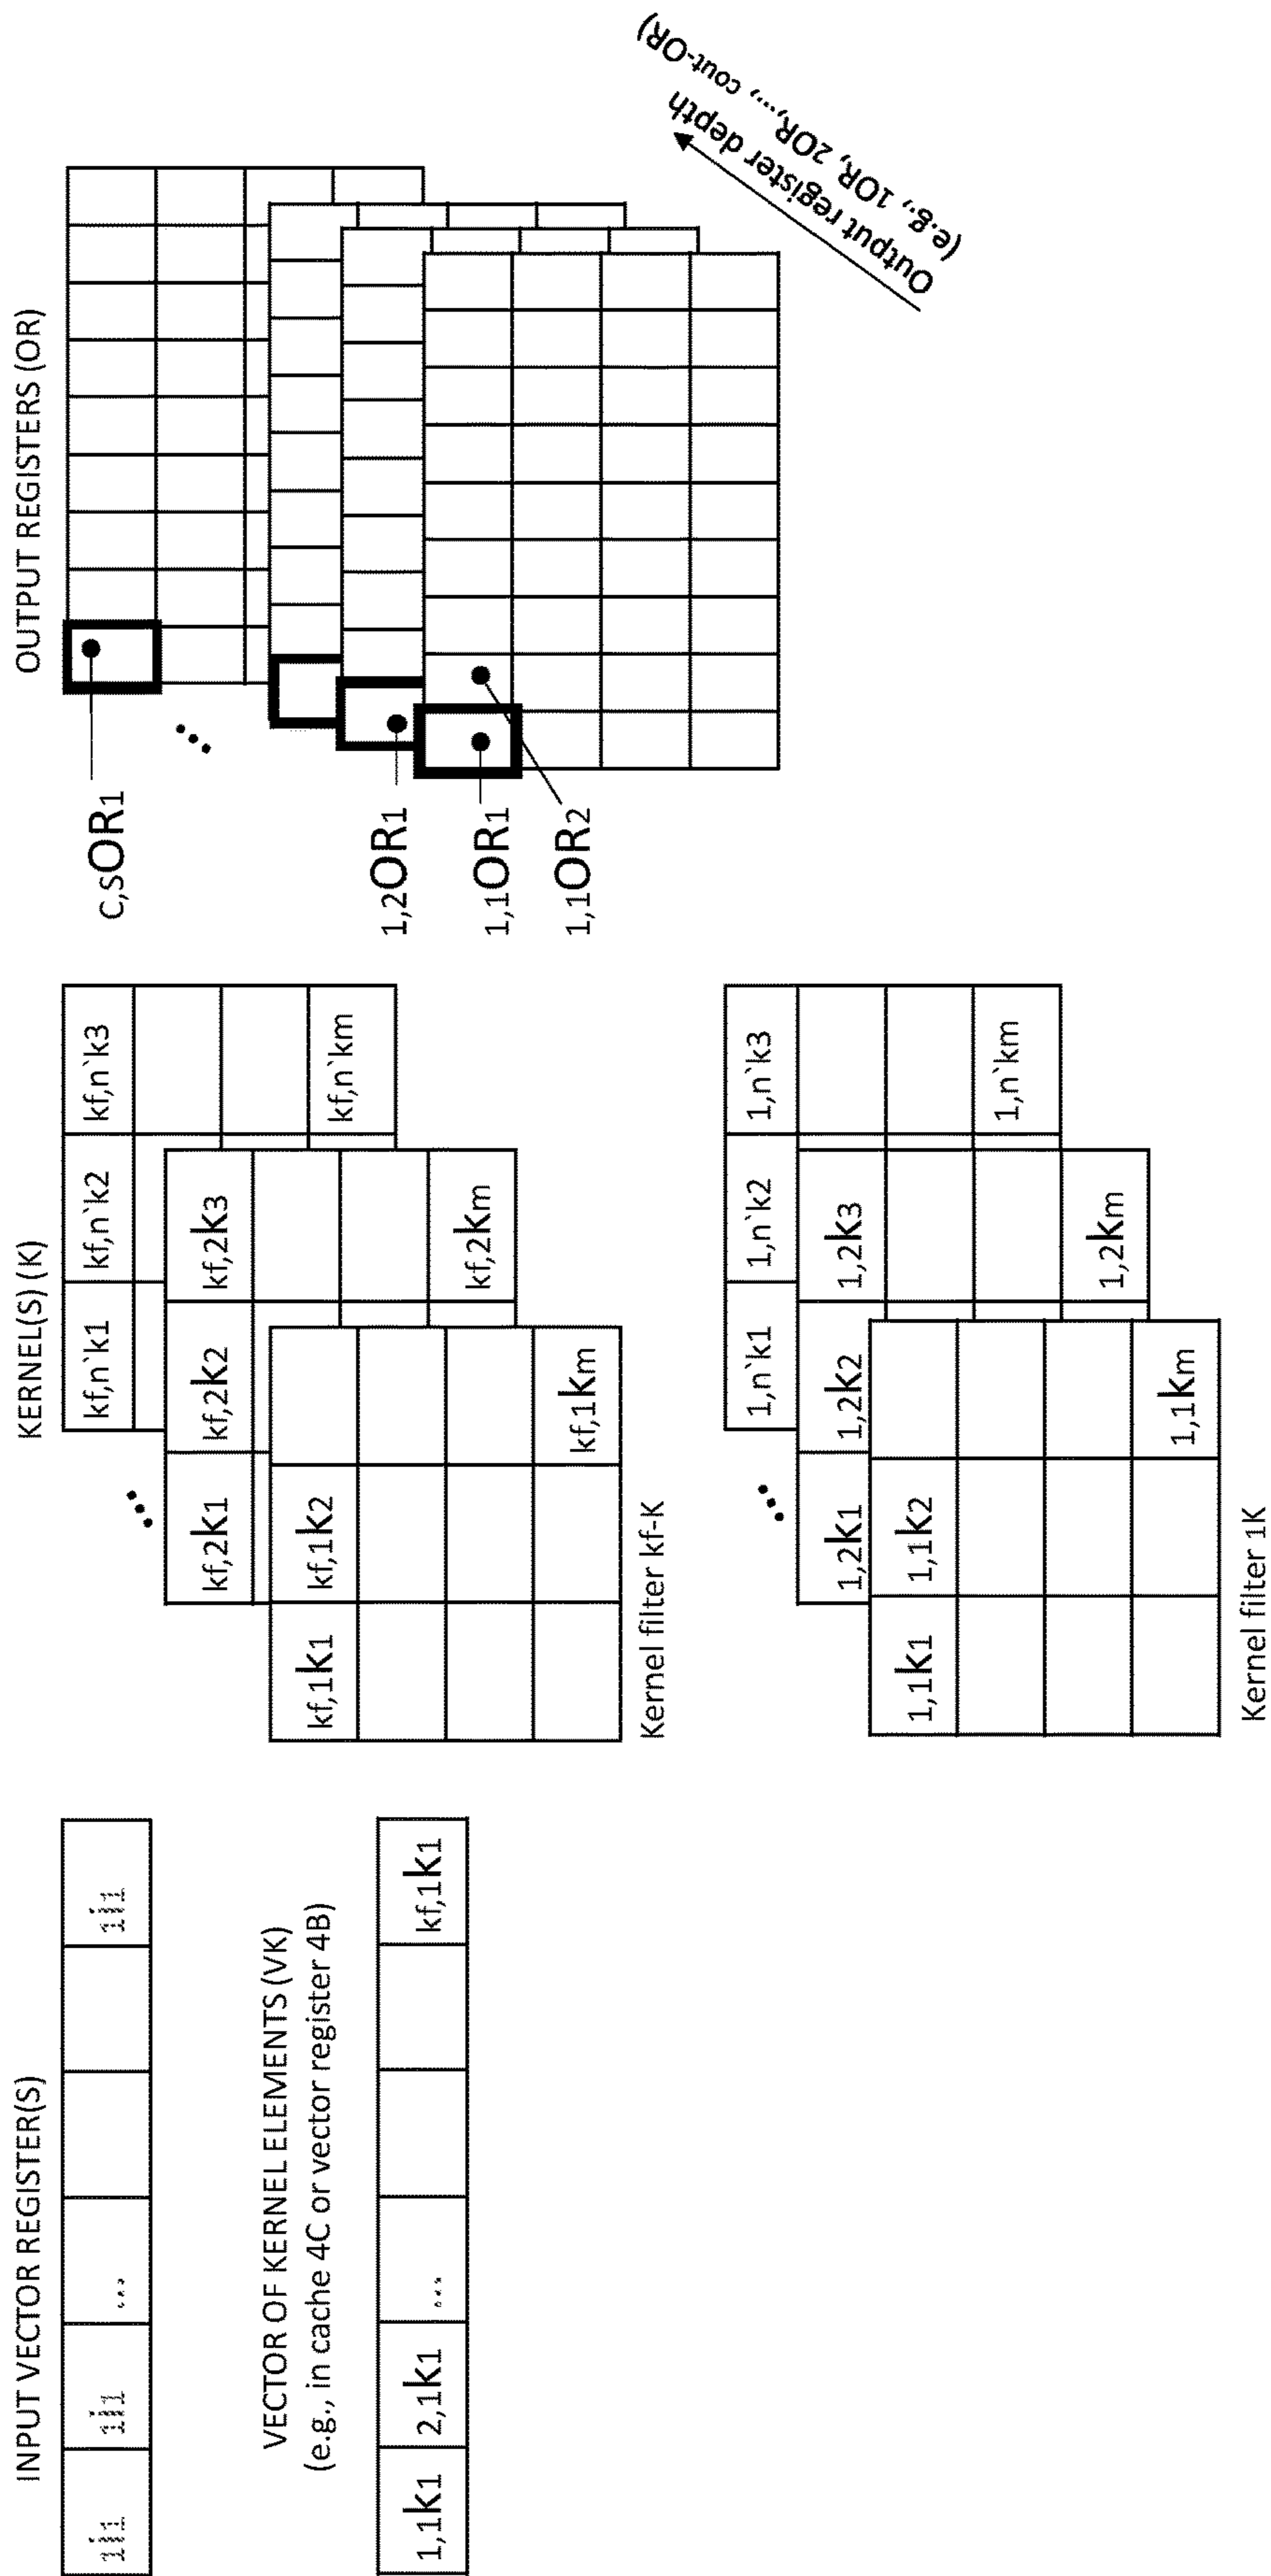 INPUT VECTOR REGISTER(S)
1i1 1i1 ... 1i1
VECTOR OF KERNEL ELEMENTS (VK)
(e.g., in cache 4C or vector register 4B)
1,1k1 2,1k1 ... kf,1k1
KERNEL(S) (K)
kf,n`k1 kf,n`k2 kf,n`k3
kf,n`km
kf,2k1 kf,2k2 kf,2k3
kf,2km
kf,1k1 kf,1k2
kf,1km
...
Kernel filter kf-K
1,n`k1 1,n`k2 1,n`k3
1,n`km
1,2k1 1,2k2 1,2k3
1,2km
1,1k1 1,1k2
1,1km
...
Kernel filter 1K
OUTPUT REGISTERS (OR)
C,SOR1
...
1,2OR1
1,1OR1
1,1OR2
Output register depth
(e.g., 1OR, 2OR,..., cout-OR)